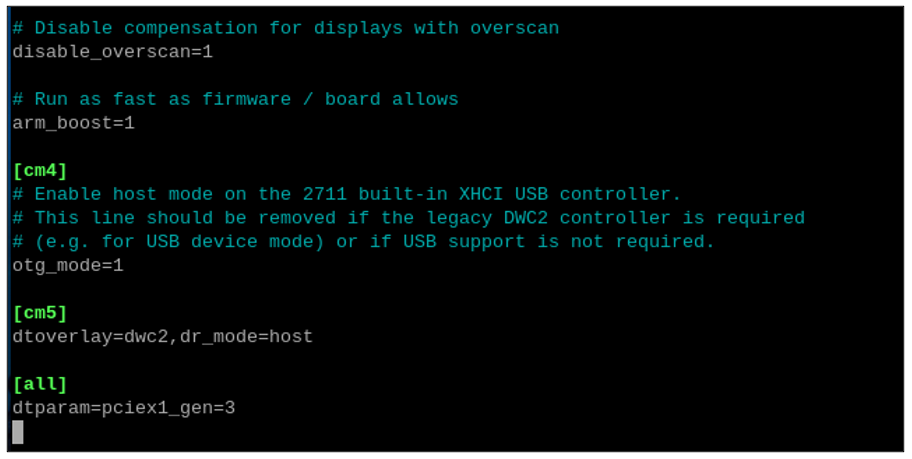 # Disable compensation for displays with overscan
disable_overscan=1
# Run as fast as firmware / board allows
arm_boost=1
[cm4]
# Enable host mode on the 2711 built-in XHCI USB controller.
# This line should be removed if the legacy DWC2 controller is required
# (e.g. for USB device mode) or if USB support is not required.
otg_mode=1
[cm5]
dtoverlay=dwc2,dr_mode=host
[all]
dtparam=pciex1_gen=3